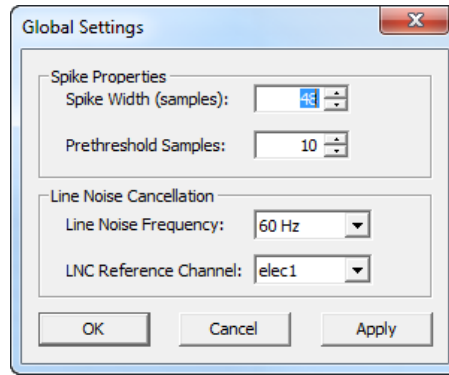 Global Settings
Spike Properties
Spike Width (samples): 48
Prethreshold Samples: 10
Line Noise Cancellation
Line Noise Frequency: 60 Hz
LNC Reference Channel: elec1
OK Cancel Apply